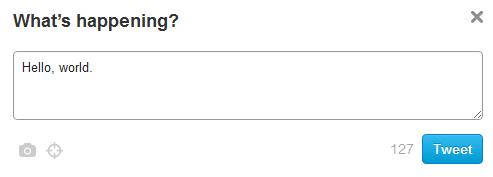 What's happening?
Hello, world.
127 Tweet